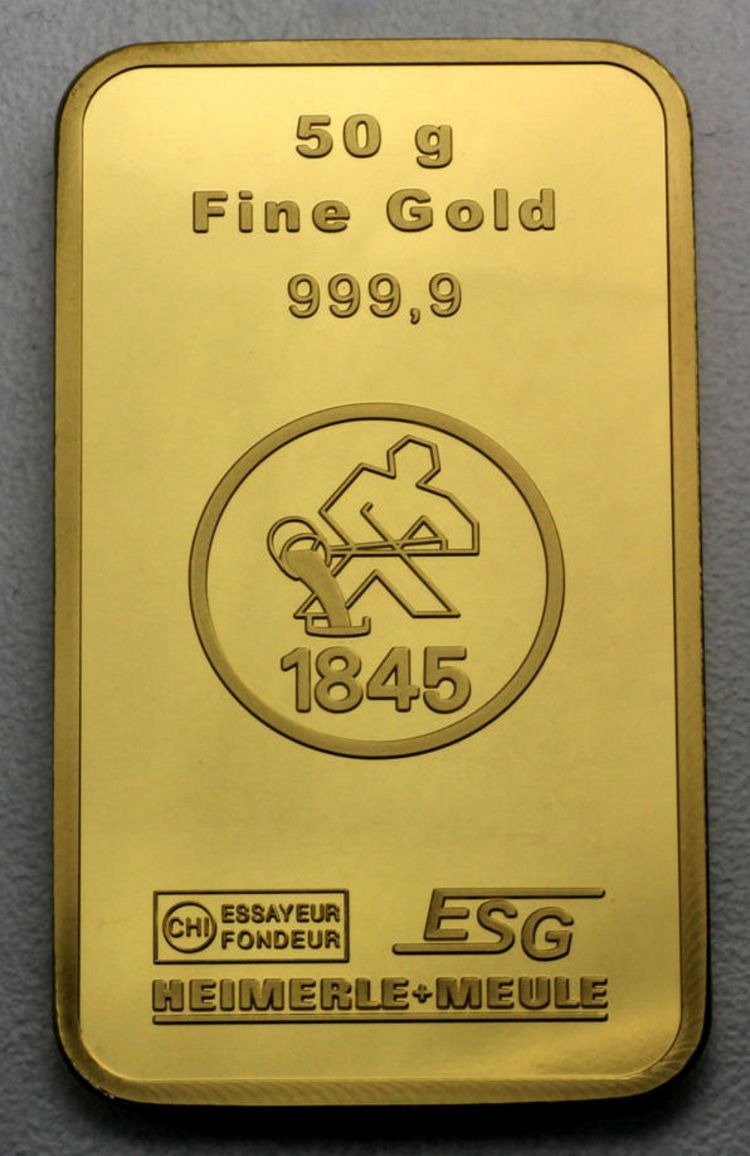 50 g
Fine Gold
999,9
1845
CHI ESSAYEUR
FONDEUR
ESG
HEIMERLE+MEULE